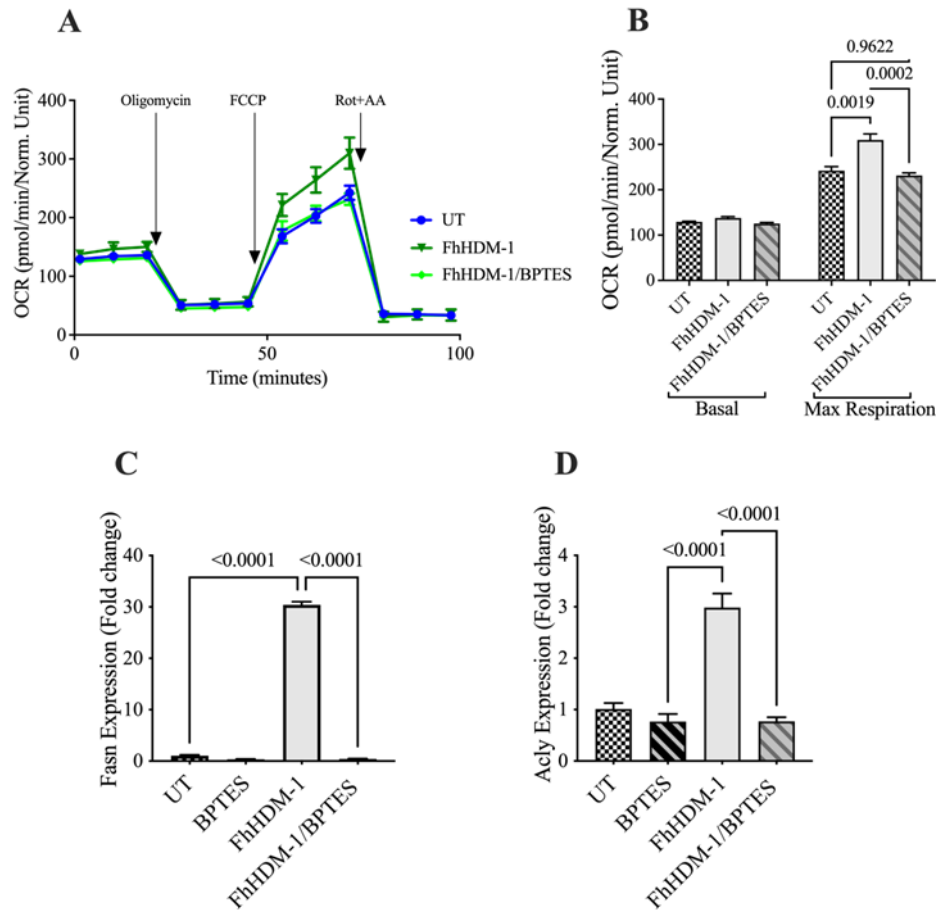 A
OCR (pmol/min/Norm. Unit)
400
300
200
100
0
0
50
100
Time (minutes)
Oligomycin
FCCP
Rot+AA
UT
FhHDM-1
FhHDM-1/BPTES
B
OCR (pmol/min/Norm. Unit)
400
300
200
100
0
0.9622
0.0002
0.0019
UT
FhHDM-1
FhHDM-1/BPTES
UT
FhHDM-1
FhHDM-1/BPTES
Basal
Max Respiration
C
Fasn Expression (Fold change)
40
30
20
10
0
<0.0001
<0.0001
UT
BPTES
FhHDM-1
FhHDM-1/BPTES
D
Acly Expression (Fold change)
4
3
2
1
0
<0.0001
<0.0001
UT
BPTES
FhHDM-1
FhHDM-1/BPTES